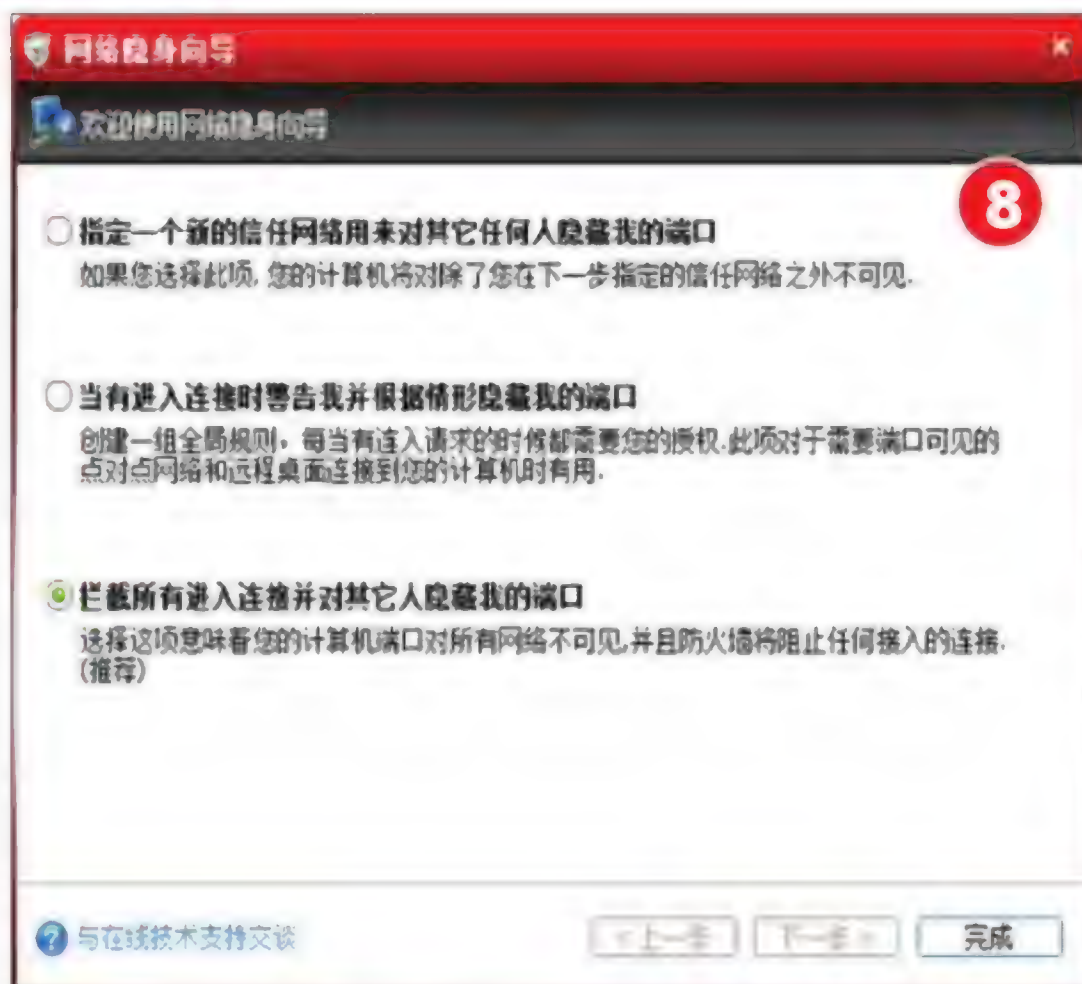 网络隐身向导
欢迎使用网络隐身向导
8
指定一个新的信任网络用来对其它任何人隐藏我的端口
如果您选择此项, 您的计算机将对除了您在下一步指定的信任网络之外不可见.
当有进入连接时警告我并根据情形隐藏我的端口
创建一组全局规则，每当有连入请求的时候都需要您的授权.此项对于需要端口可见的
点对点网络和远程桌面连接到您的计算机时有用.
拦截所有进入连接并对其它人隐藏我的端口
选择这项意味着您的计算机端口对所有网络不可见,并且防火墙将阻止任何接入的连接.
(推荐)
与在线技术支持交谈
<上一步 下一步> 完成